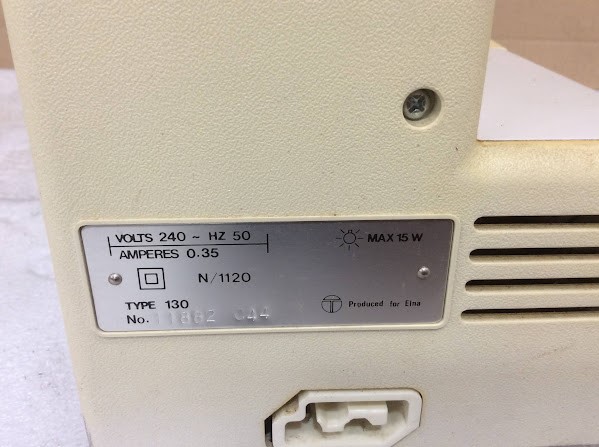 VOLTS 240 ~ HZ 50
MAX 15 W
AMPERES 0.35
N/1120
TYPE 130
Produced for Elna
No.